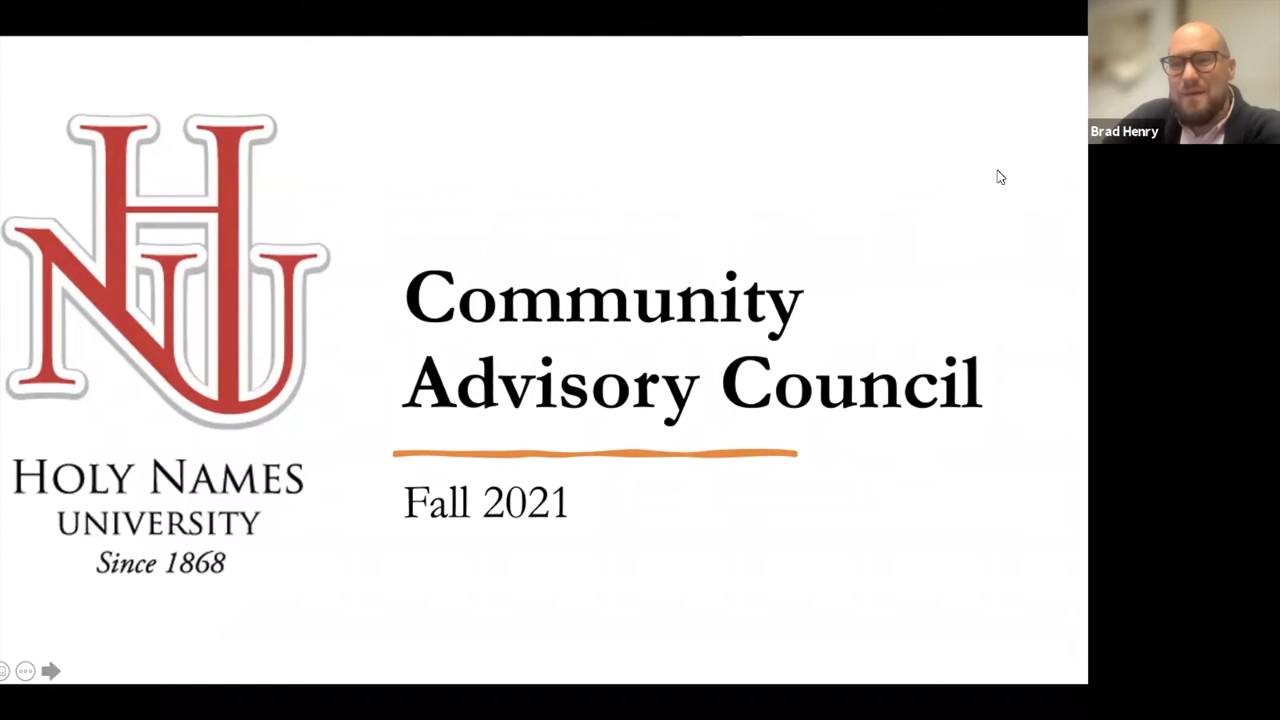 HNU
HOLY NAMES
UNIVERSITY
Since 1868
Community
Advisory Council
Fall 2021
Brad Henry